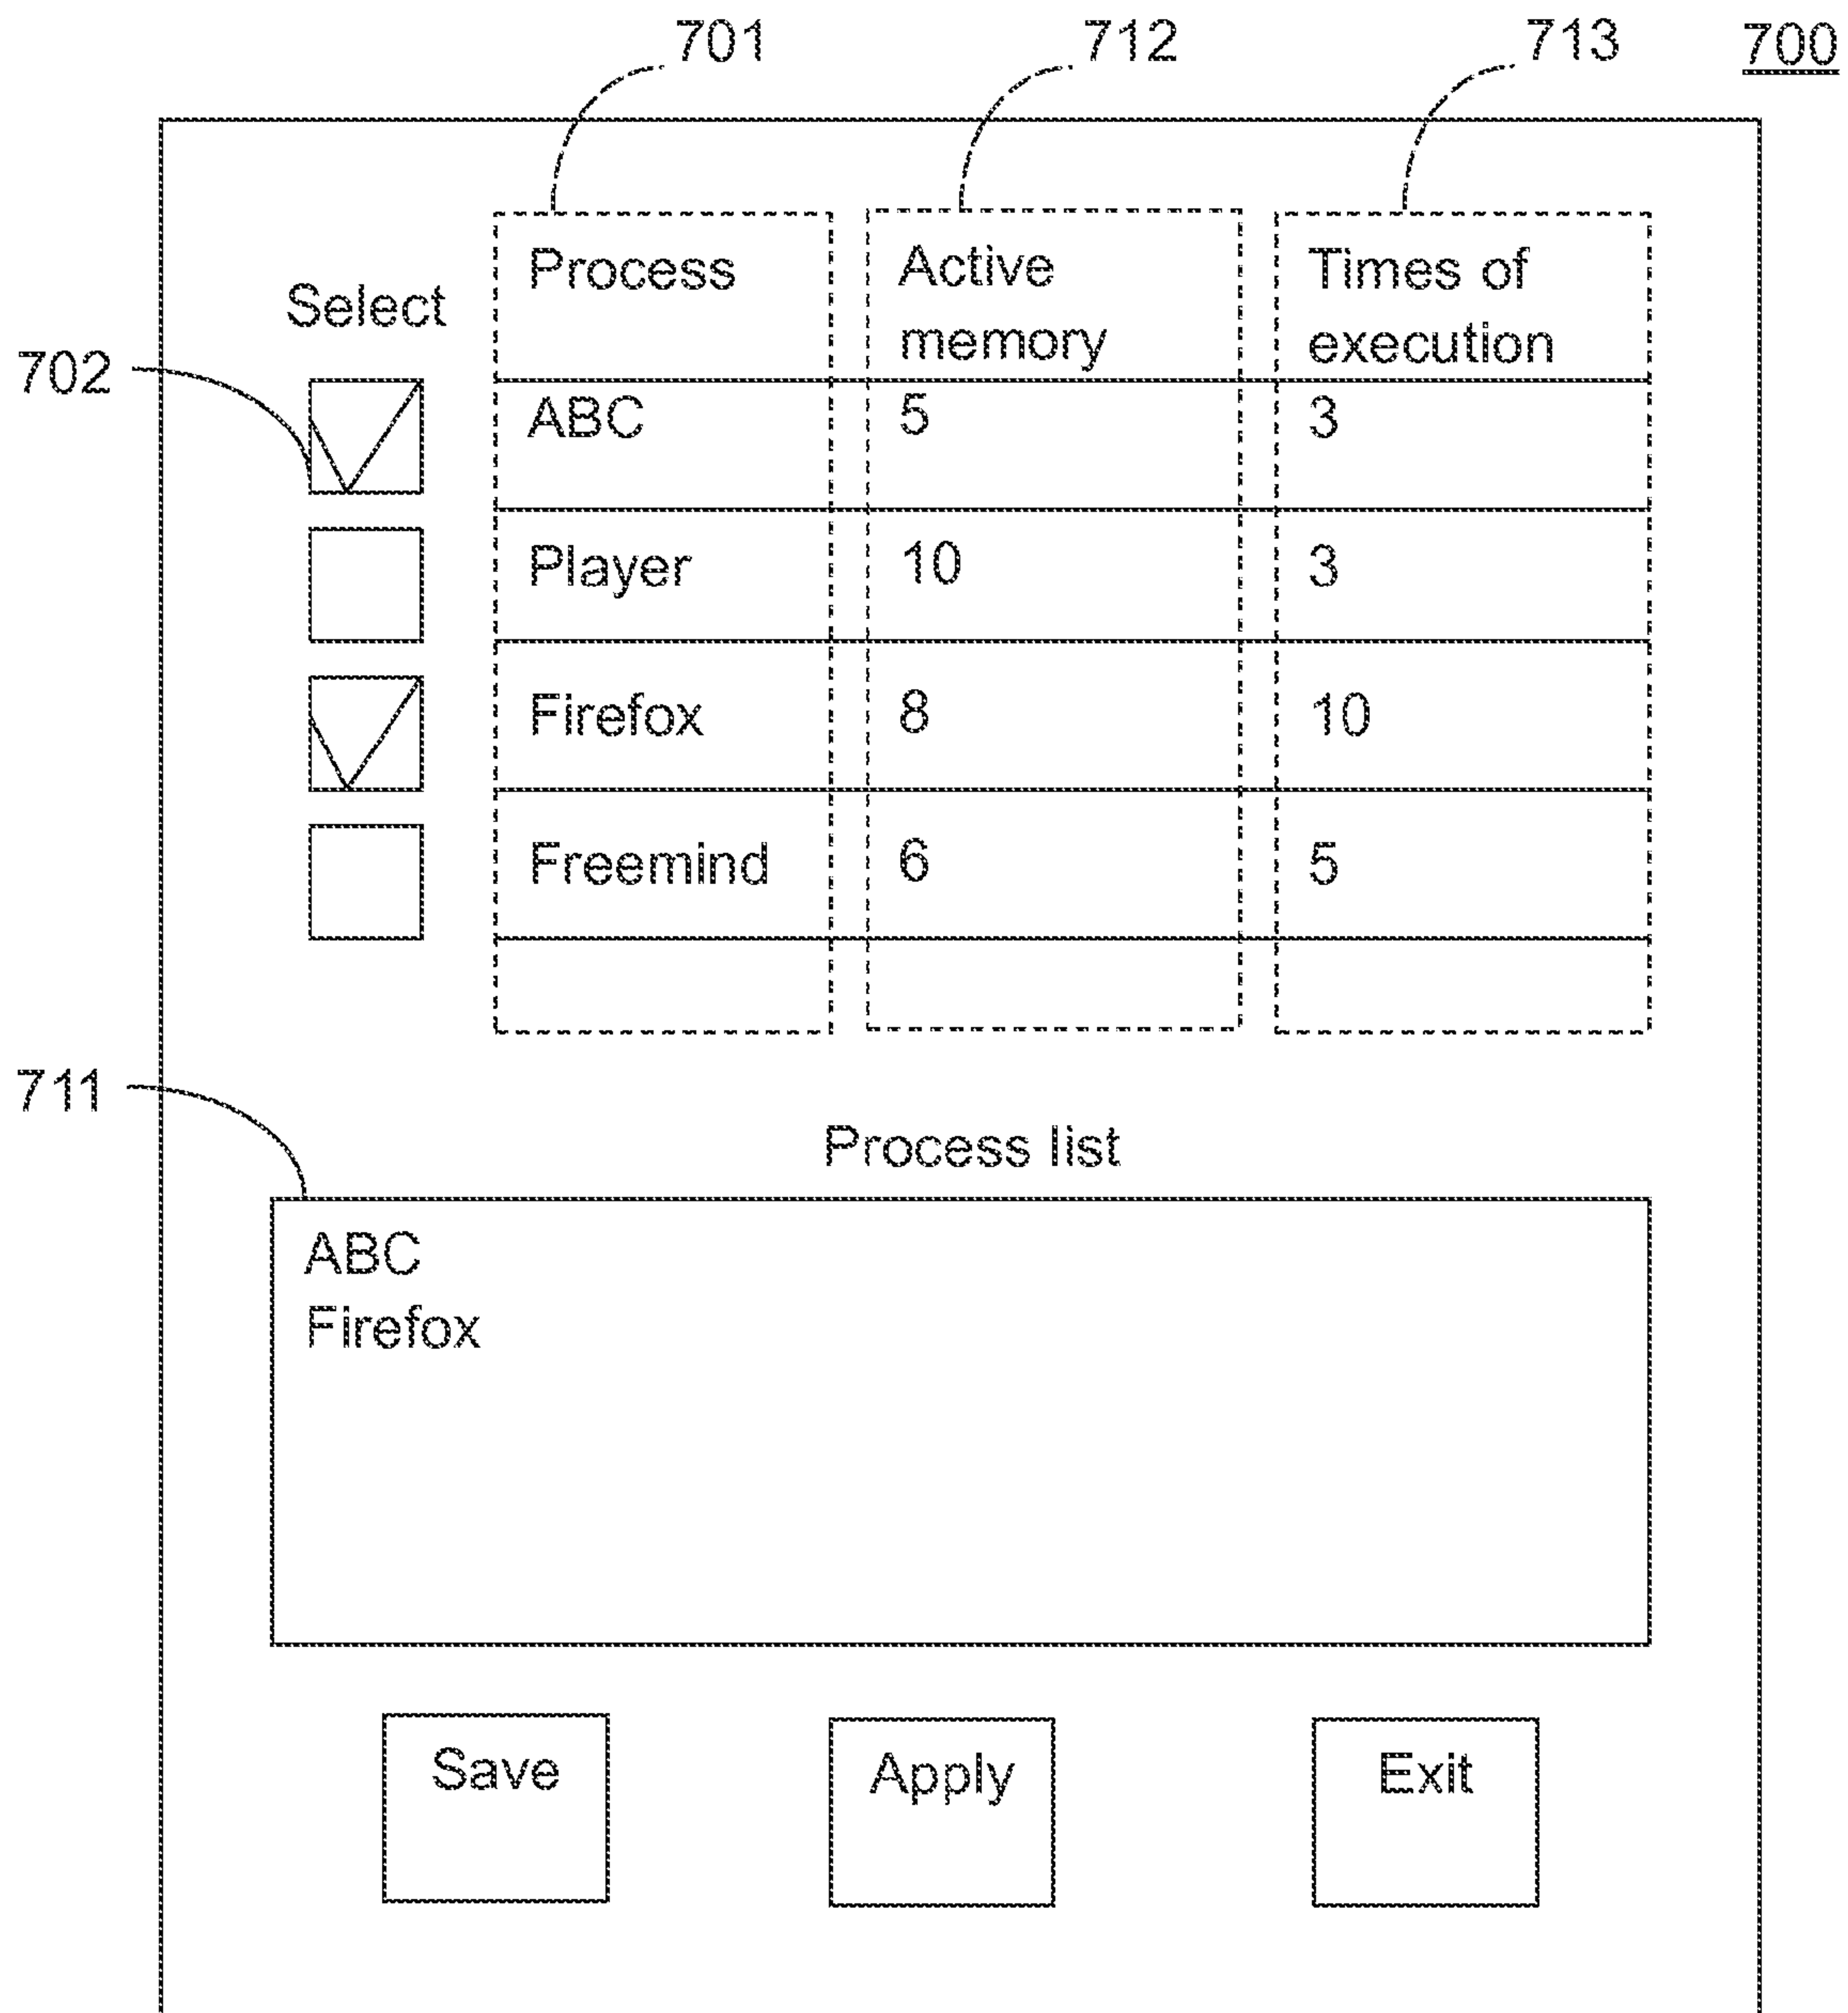 701 712 713 700
Process Active Times of
Select memory execution
702
ABC 5 3
Player 10 3
Firefox 8 10
Freemind 6 5
711
Process list
ABC
Firefox
Save Apply Exit